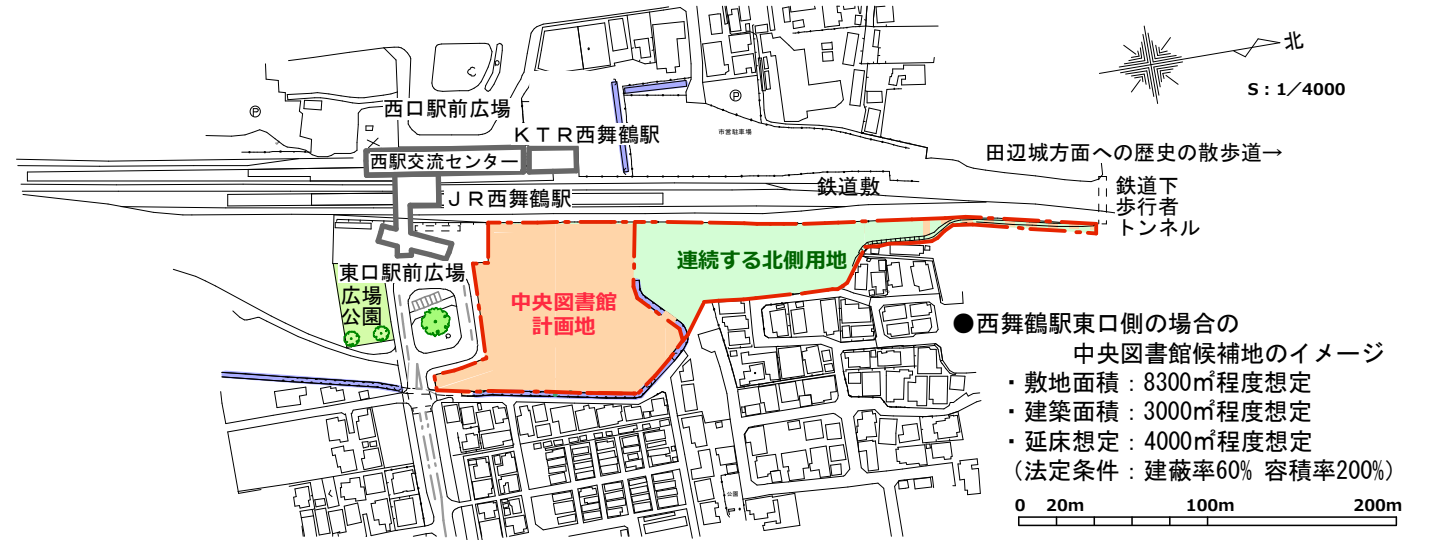 北
S：1／4000
西口駅前広場
Ⓟ
Ⓟ
市営駐車場
ＫＴＲ西舞鶴駅
西駅交流センター
田辺城方面への歴史の散歩道→
鉄道敷
鉄道下
歩行者
トンネル
ＪＲ西舞鶴駅
東口駅前広場
広場
公園
中央図書館
計画地
連続する北側用地
●西舞鶴駅東口側の場合の
中央図書館候補地のイメージ
・敷地面積：8300㎡程度想定
・建築面積：3000㎡程度想定
・延床想定：4000㎡程度想定
（法定条件：建蔽率60% 容積率200%）
公園
0 20m 100m 200m